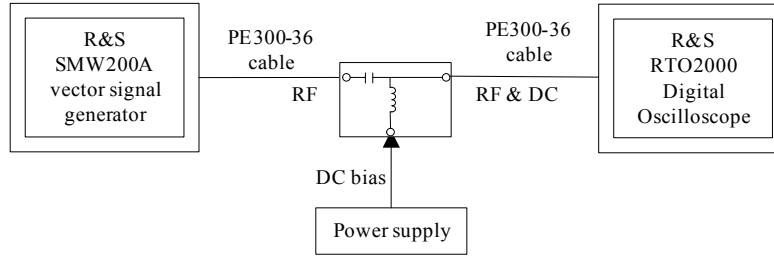 R&S
SMW200A
vector signal
generator
PE300-36
cable
RF
PE300-36
cable
RF & DC
R&S
RTO2000
Digital
Oscilloscope
DC bias
Power supply